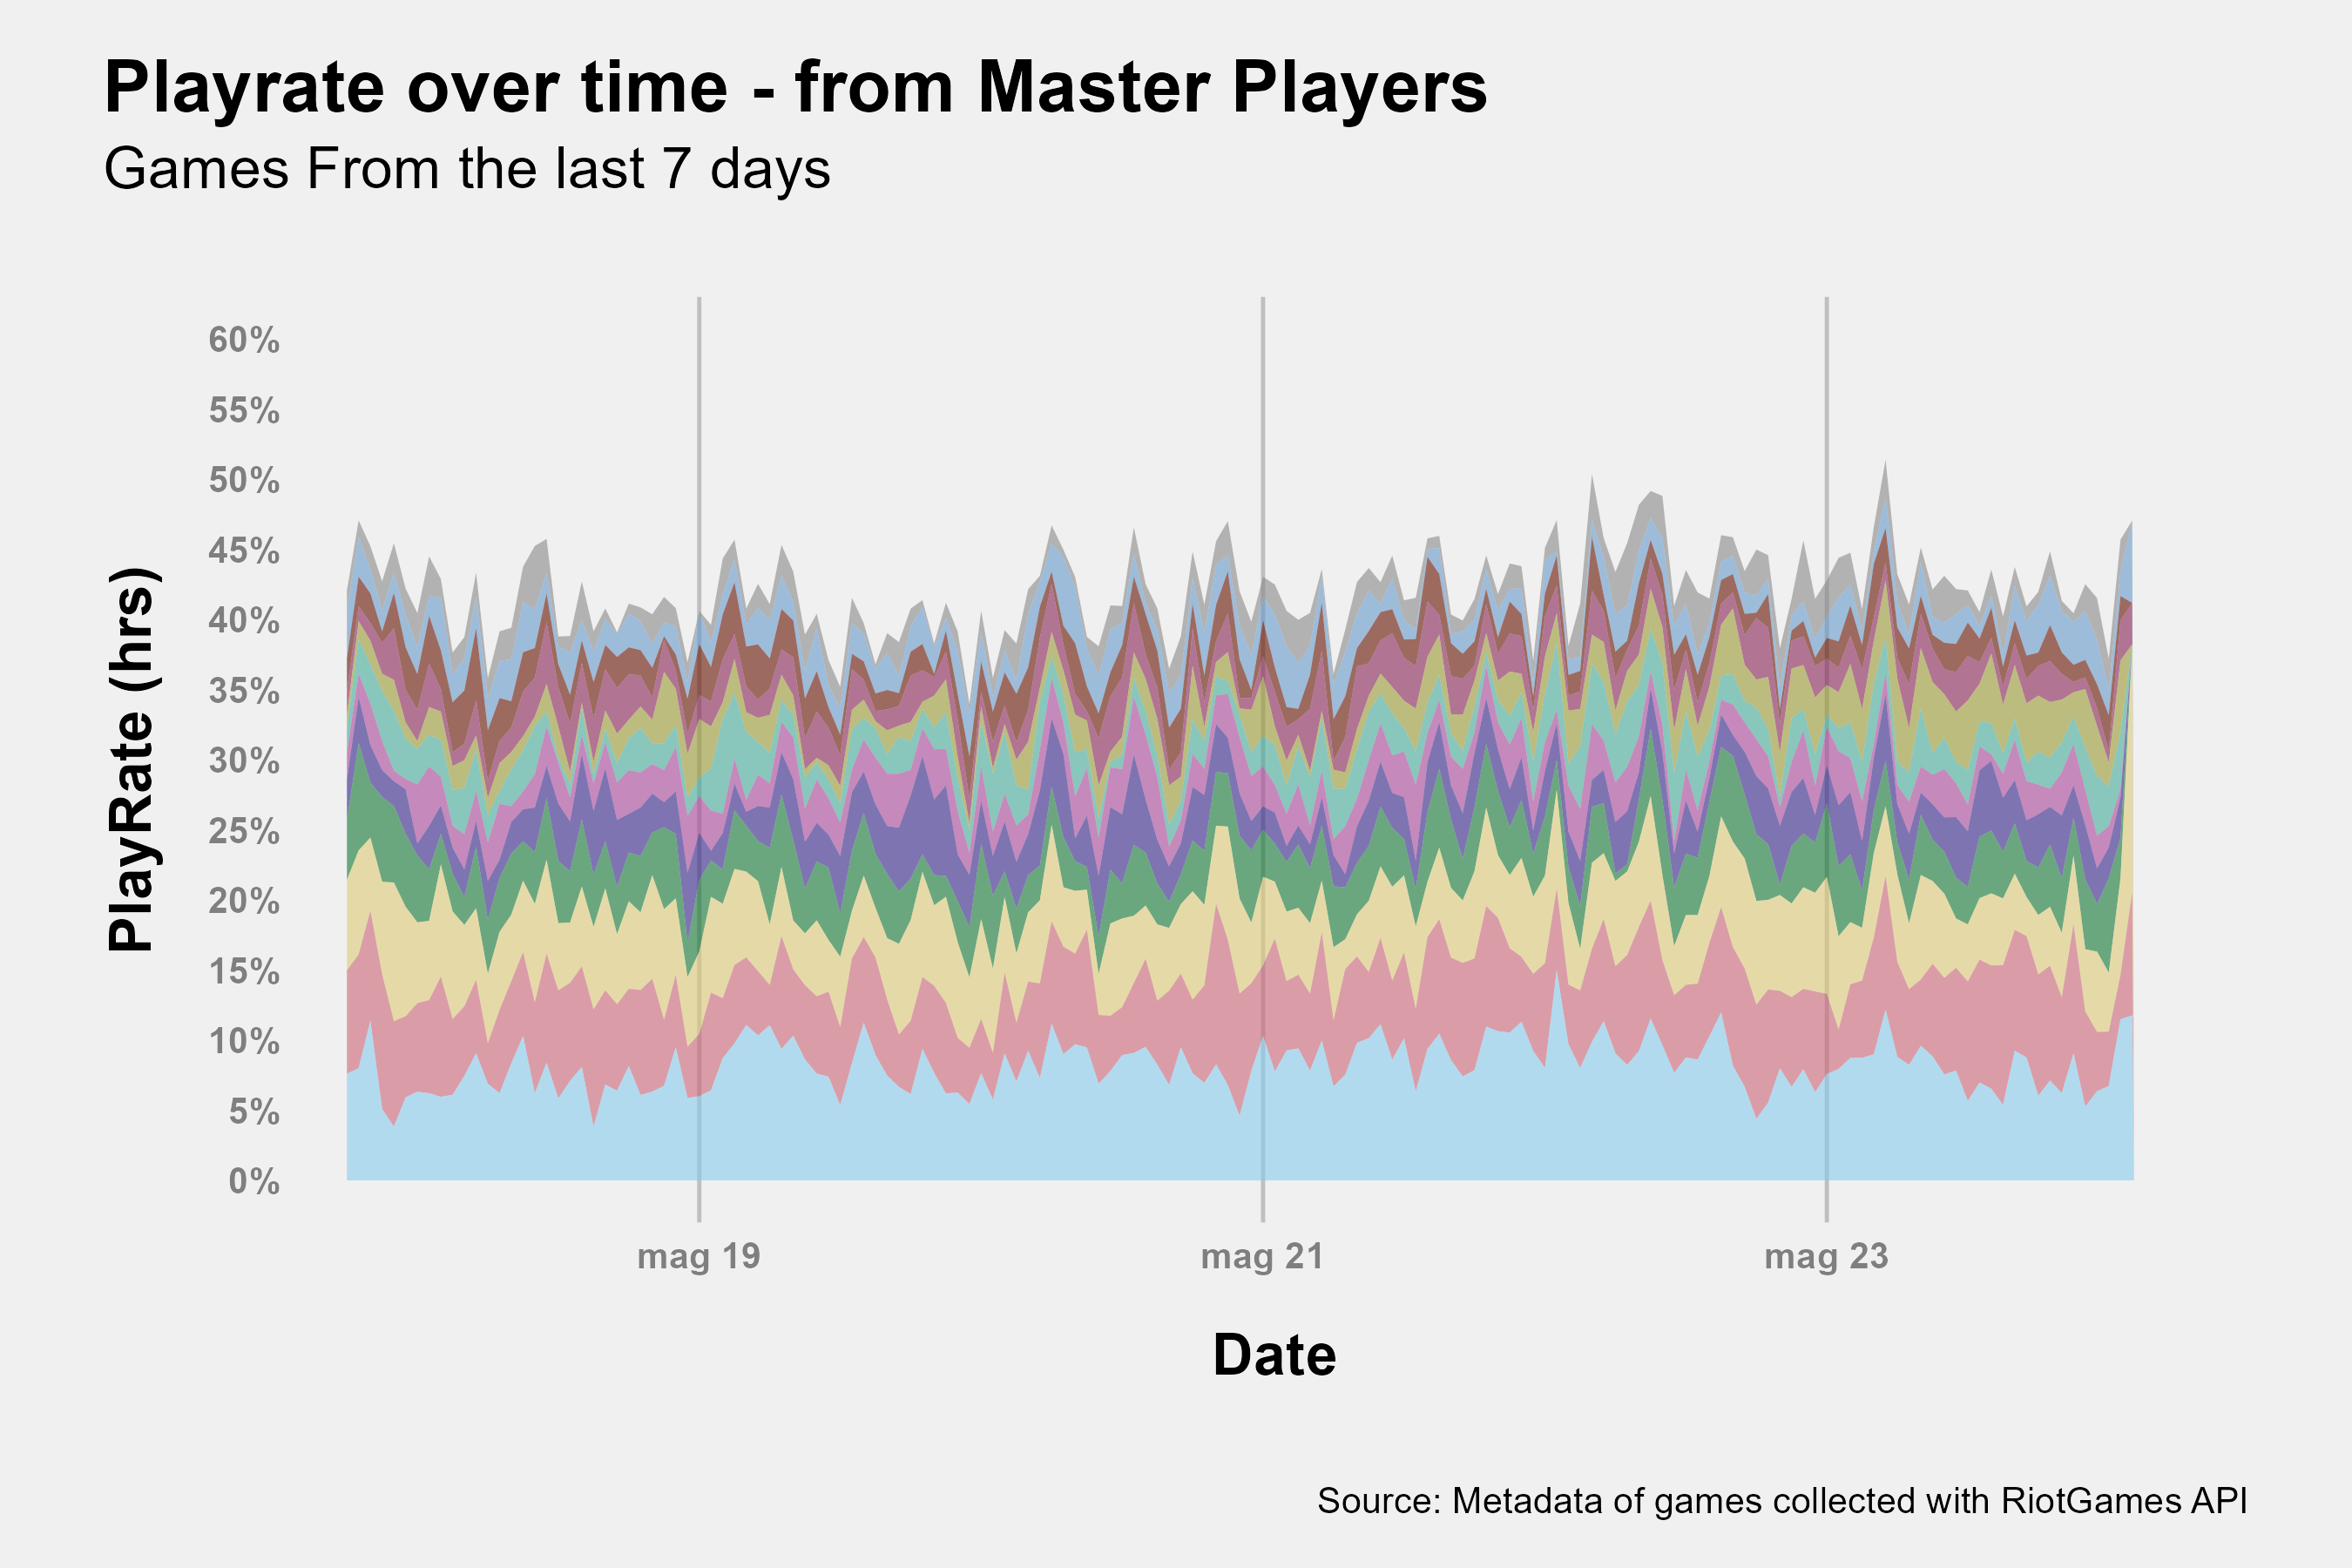 Playrate over time - from Master Players
Games From the last 7 days
PlayRate (hrs)
60%
55%
50%
45%
40%
35%
30%
25%
20%
15%
10%
5%
0%
mag 19
mag 21
mag 23
Date
Source: Metadata of games collected with RiotGames API